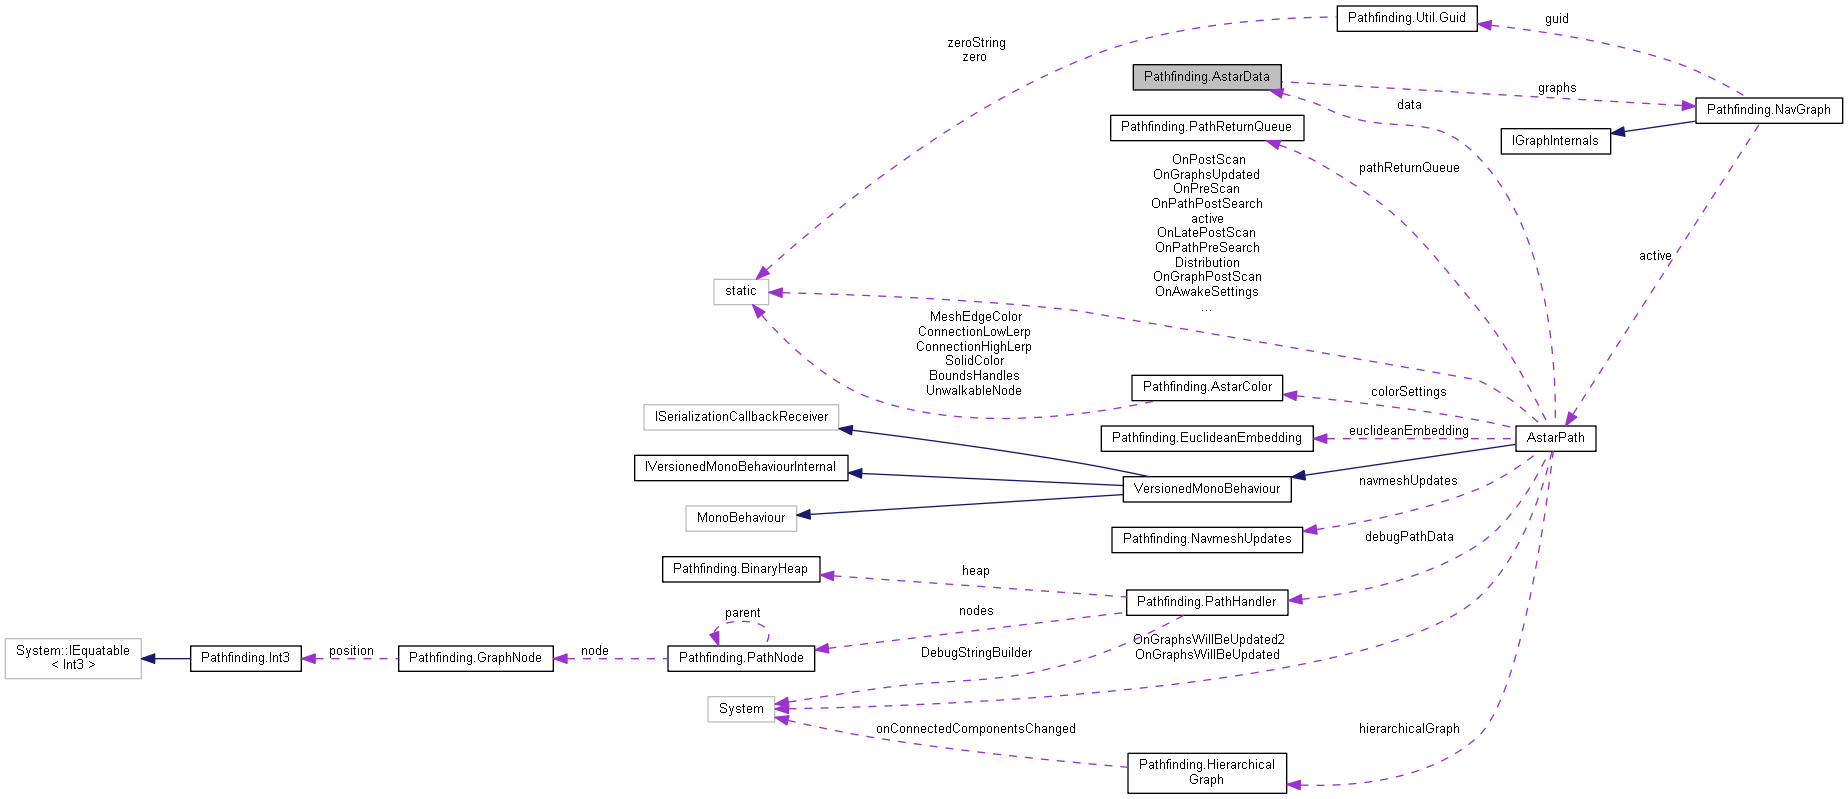 Pathfinding.Util.Guid
guid
zeroString
zero
Pathfinding.AstarData
graphs
data
Pathfinding.NavGraph
Pathfinding.PathReturnQueue
IGraphInternals
OnPostScan
OnGraphsUpdated
OnPreScan
OnPathPostSearch
active
OnLatePostScan
OnPathPreSearch
Distribution
OnGraphPostScan
OnAwakeSettings
...
pathReturnQueue
active
static
MeshEdgeColor
ConnectionLowLerp
ConnectionHighLerp
SolidColor
BoundsHandles
UnwalkableNode
Pathfinding.AstarColor
colorSettings
ISerializationCallbackReceiver
Pathfinding.EuclideanEmbedding
euclideanEmbedding
AstarPath
IVersionedMonoBehaviourInternal
VersionedMonoBehaviour
navmeshUpdates
MonoBehaviour
Pathfinding.NavmeshUpdates
debugPathData
Pathfinding.BinaryHeap
heap
Pathfinding.PathHandler
parent
nodes
System::IEquatable
< Int3 >
Pathfinding.Int3
position
Pathfinding.GraphNode
node
Pathfinding.PathNode
DebugStringBuilder
OnGraphsWillBeUpdated2
OnGraphsWillBeUpdated
System
onConnectedComponentsChanged
hierarchicalGraph
Pathfinding.Hierarchical
Graph